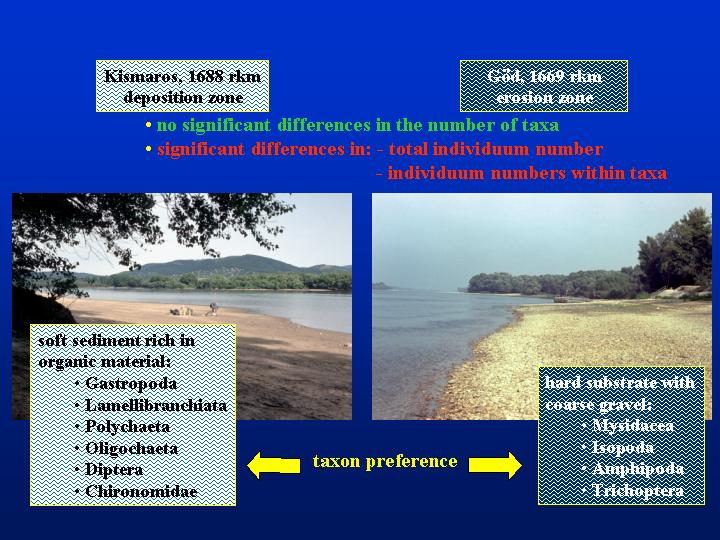 Kismaros, 1688 rkm
deposition zone
Göd, 1669 rkm
erosion zone
• no significant differences in the number of taxa
• significant differences in: - total individuum number
- individuum numbers within taxa
soft sediment rich in
organic material:
• Gastropoda
• Lamellibranchiata
• Polychaeta
• Oligochaeta
• Diptera
• Chironomidae
taxon preference
hard substrate with
coarse gravel:
• Mysidacea
• Isopoda
• Amphipoda
• Trichoptera